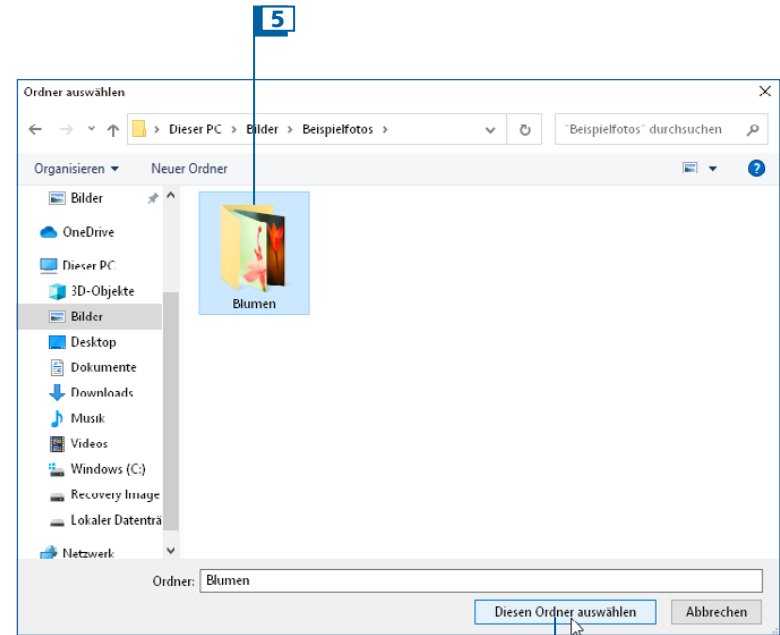 5
Ordner auswählen
Dieser PC > Bilder > Beispielfotos >
"Beispielfotos" durchsuchen
Organisieren
Neuer Ordner
?
Bilder
OneDrive
Dieser PC
3D-Objekte
Bilder
Desktop
Dokumente
Downloads
Musik
Videos
Windows (C:)
Recovery Image
Lokaler Datenträ
Netzwerk
Blumen
Ordner: Blumen
Diesen Ordner auswählen
Abbrechen